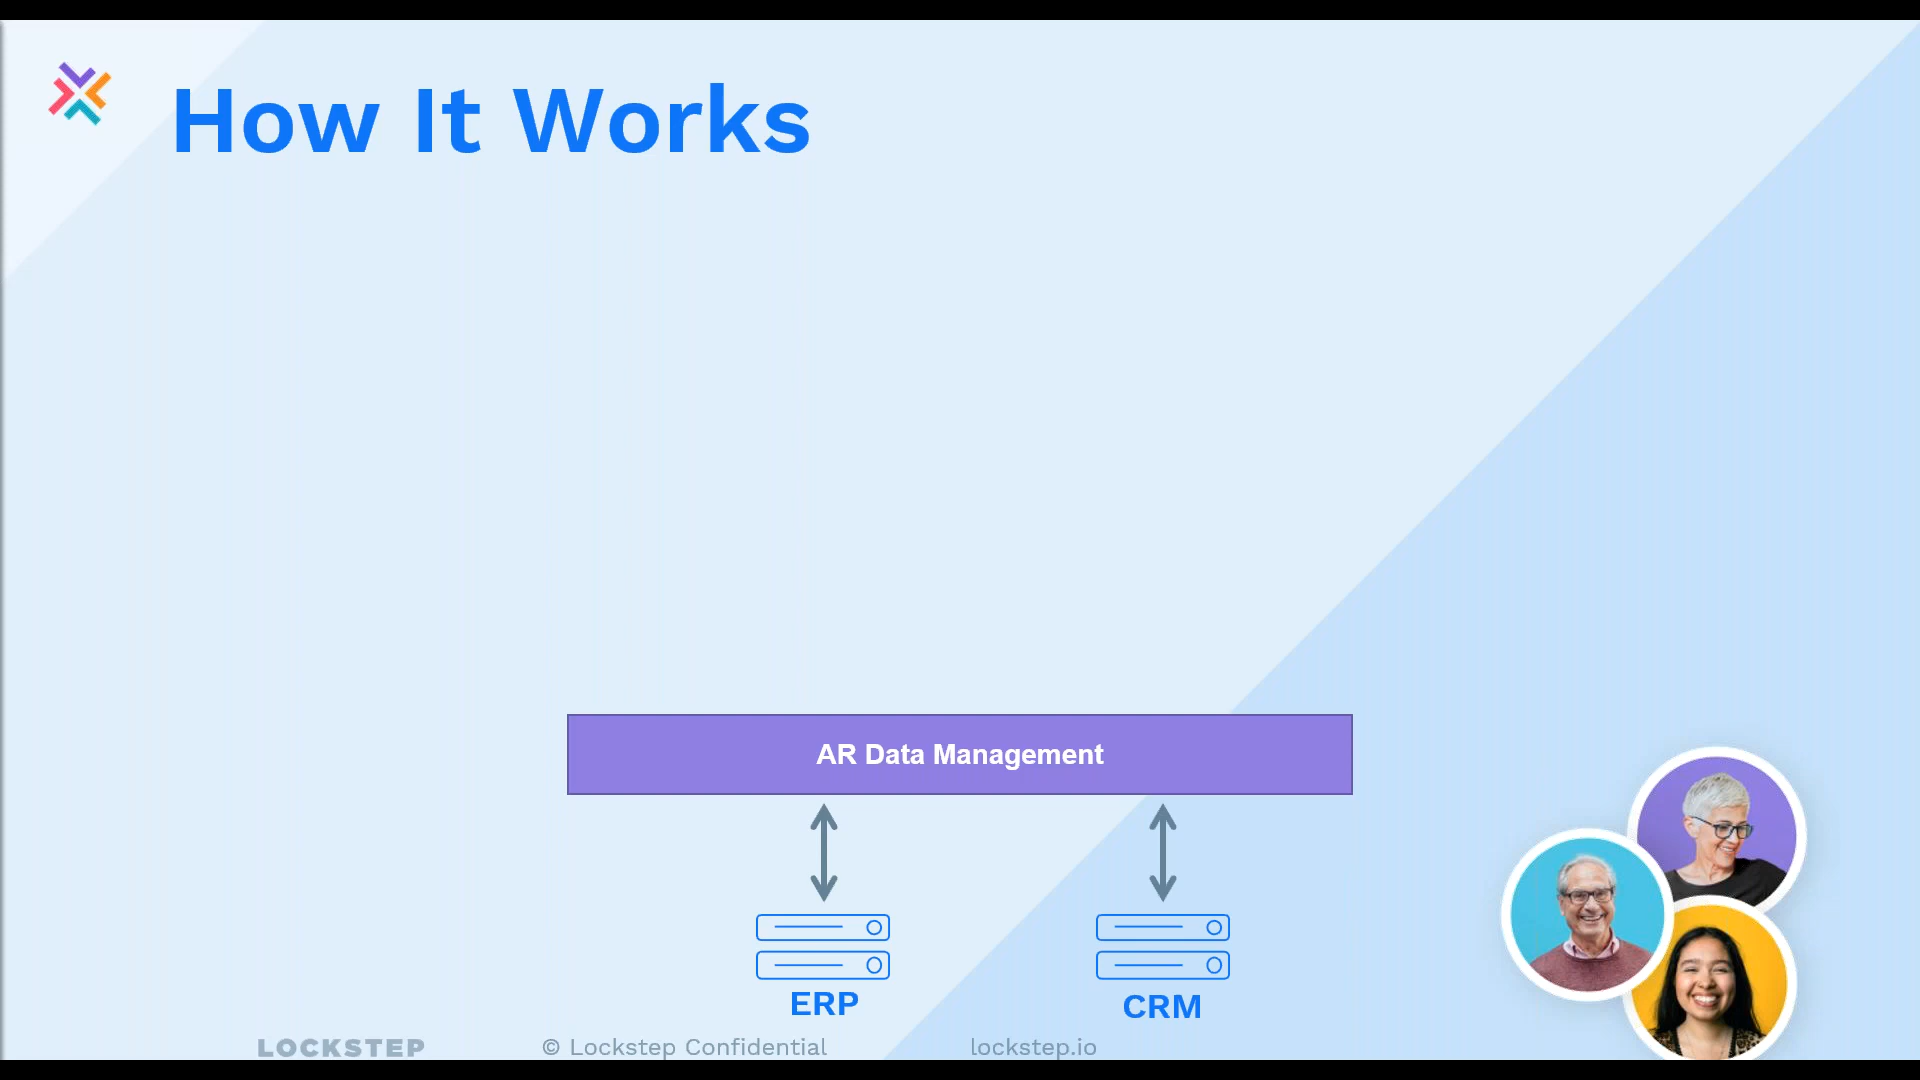 How It Works
AR Data Management
ERP
CRM
LOCKSTEP
© Lockstep Confidential
lockstep.io